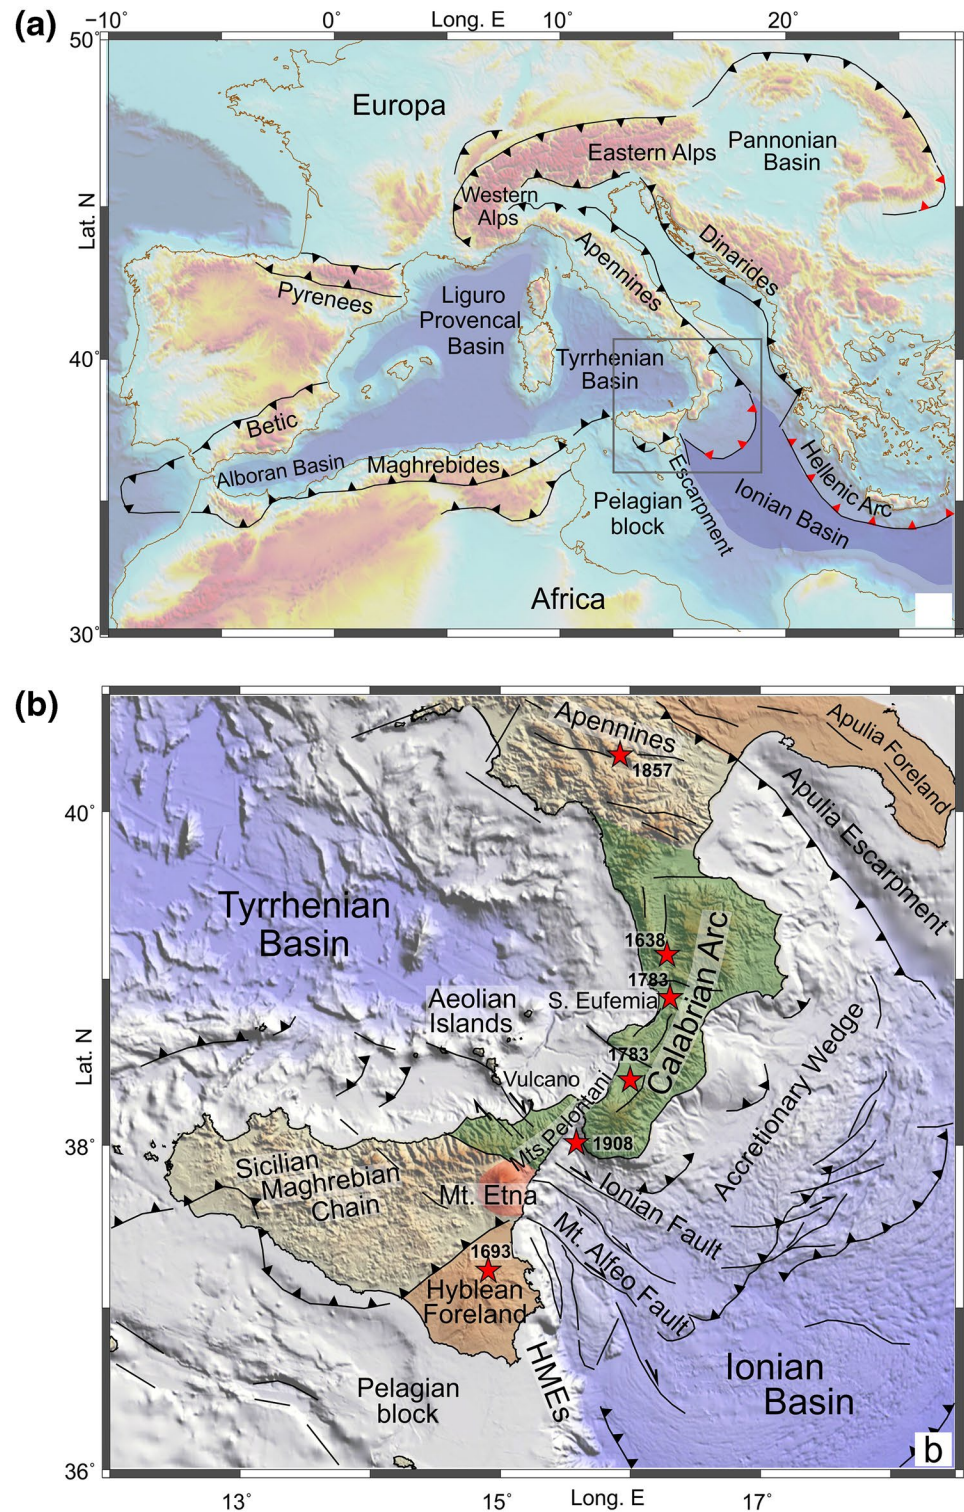 (a)
−10° 0° Long. E 10° 20°
50°
Europa
Pannonian
Basin
Eastern Alps
Western
Alps
Lat. N
Apennines
Dinarides
Pyrenees
Liguro
Provencal
Basin
40°
Tyrrhenian
Basin
Betic
Alboran Basin
Maghrebides
Escarpment
Hellenic Arc
Pelagian
block
Ionian Basin
Africa
30°
(b)
Apennines
Apulia Foreland
1857
Apulia Escarpment
40°
Tyrrhenian
Basin
1638
1783
S. Eufemia
Calabrian Arc
Aeolian
Islands
Lat. N
1783
Vulcano
Accretionary Wedge
Mts Peloritani
38°
1908
Sicilian
Maghrebian
Chain
Mt. Etna
Ionian Fault
Mt. Alfeo Fault
1693
Hyblean
Foreland
HMEs
Pelagian
block
Ionian
Basin
b
36°
13° 15° Long. E 17°